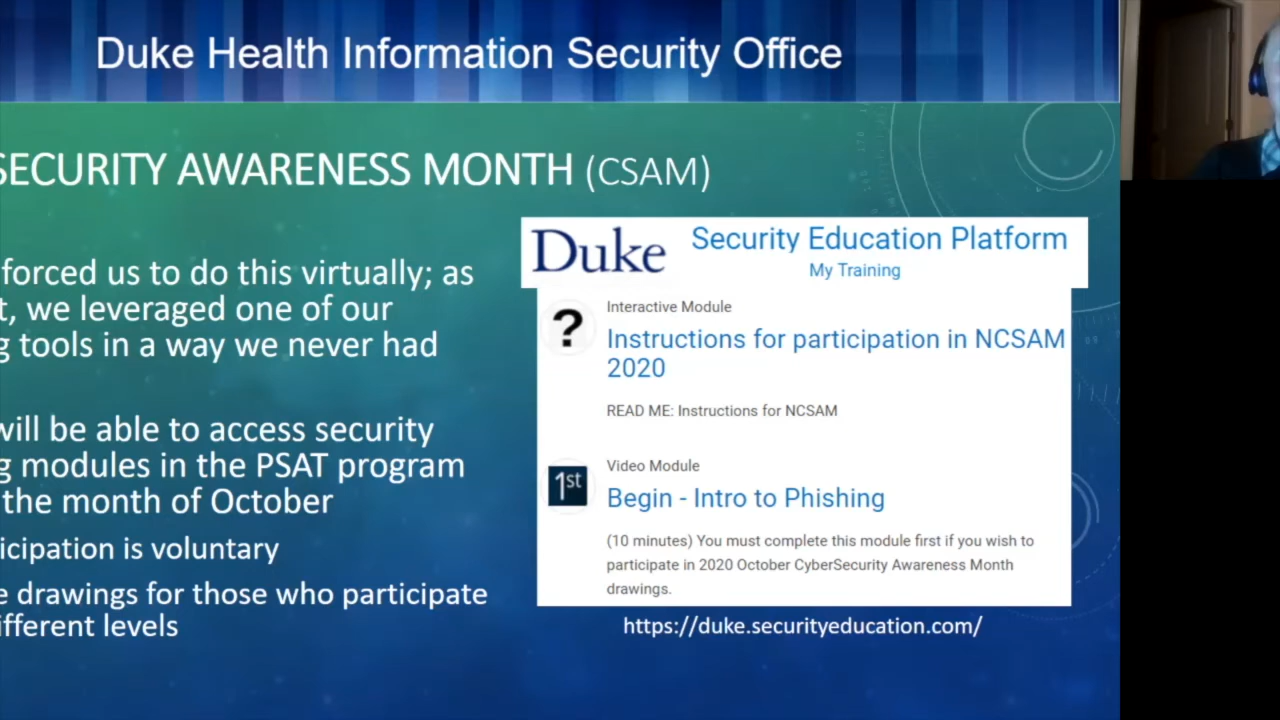 Duke Health Information Security Office
SECURITY AWARENESS MONTH (CSAM)
forced us to do this virtually; as
t, we leveraged one of our
g tools in a way we never had
will be able to access security
g modules in the PSAT program
the month of October
icipation is voluntary
e drawings for those who participate
ifferent levels
Duke
Security Education Platform
My Training
?
Interactive Module
Instructions for participation in NCSAM
2020
READ ME: Instructions for NCSAM
1st
Video Module
Begin - Intro to Phishing
(10 minutes) You must complete this module first if you wish to
participate in 2020 October CyberSecurity Awareness Month
drawings.
https://duke.securityeducation.com/